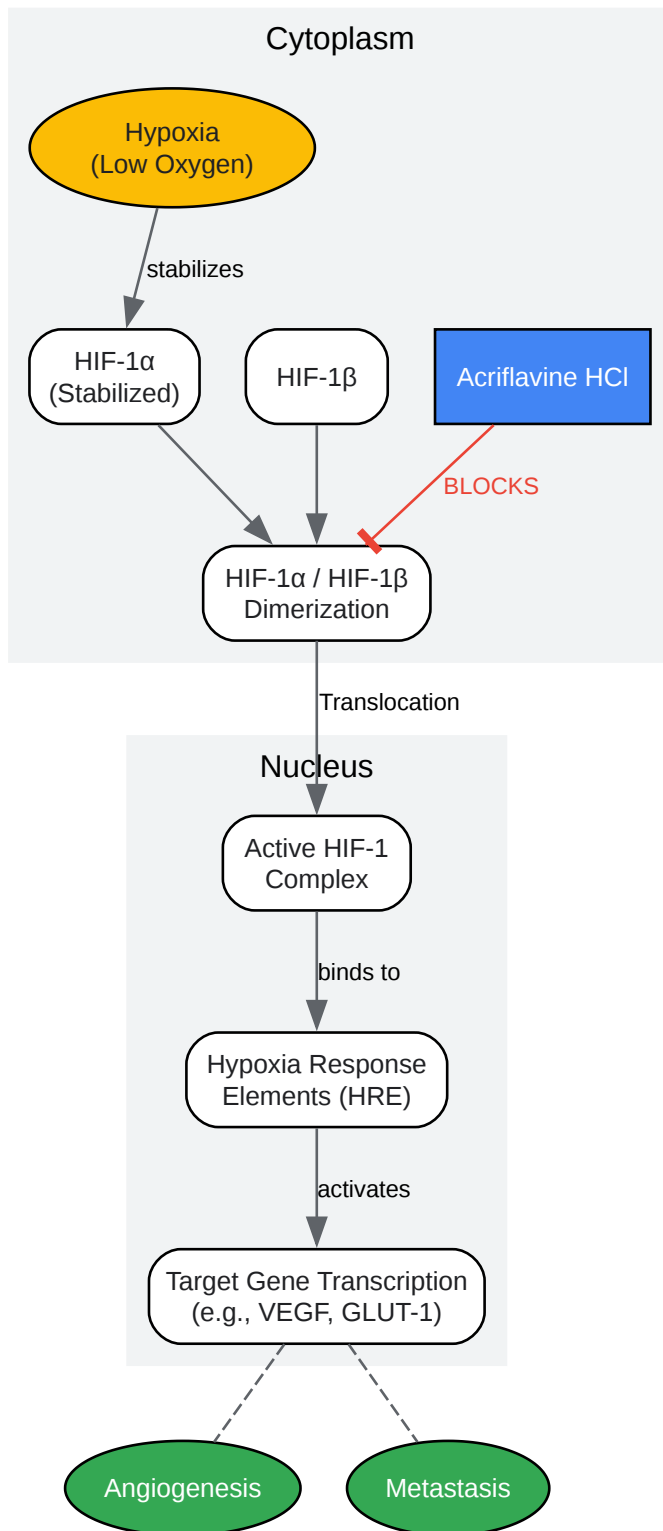 Cytoplasm
Hypoxia
(Low Oxygen)
stabilizes
HIF-1α
(Stabilized)
HIF-1β
Acriflavine HCl
BLOCKS
HIF-1α / HIF-1β
Dimerization
Translocation
Nucleus
Active HIF-1
Complex
binds to
Hypoxia Response
Elements (HRE)
activates
Target Gene Transcription
(e.g., VEGF, GLUT-1)
Angiogenesis
Metastasis